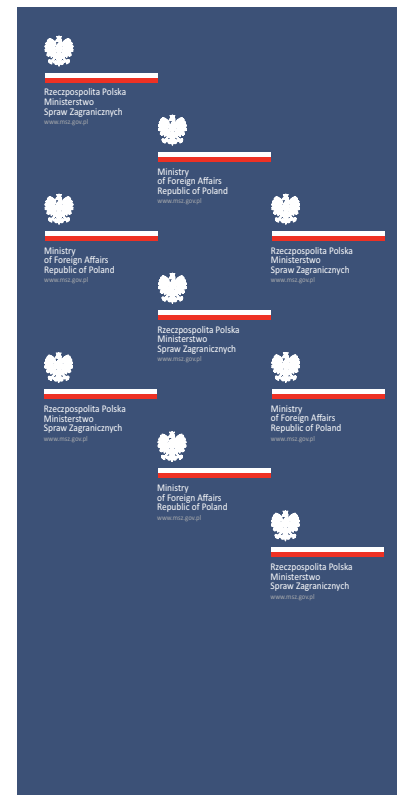 Rzeczpospolita Polska
Ministerstwo
Spraw Zagranicznych
www.msz.gov.pl
Ministry
of Foreign Affairs
Republic of Poland
www.msz.gov.pl
Ministry
of Foreign Affairs
Republic of Poland
www.msz.gov.pl
Rzeczpospolita Polska
Ministerstwo
Spraw Zagranicznych
www.msz.gov.pl
Rzeczpospolita Polska
Ministerstwo
Spraw Zagranicznych
www.msz.gov.pl
Rzeczpospolita Polska
Ministerstwo
Spraw Zagranicznych
www.msz.gov.pl
Ministry
of Foreign Affairs
Republic of Poland
www.msz.gov.pl
Ministry
of Foreign Affairs
Republic of Poland
www.msz.gov.pl
Rzeczpospolita Polska
Ministerstwo
Spraw Zagranicznych
www.msz.gov.pl